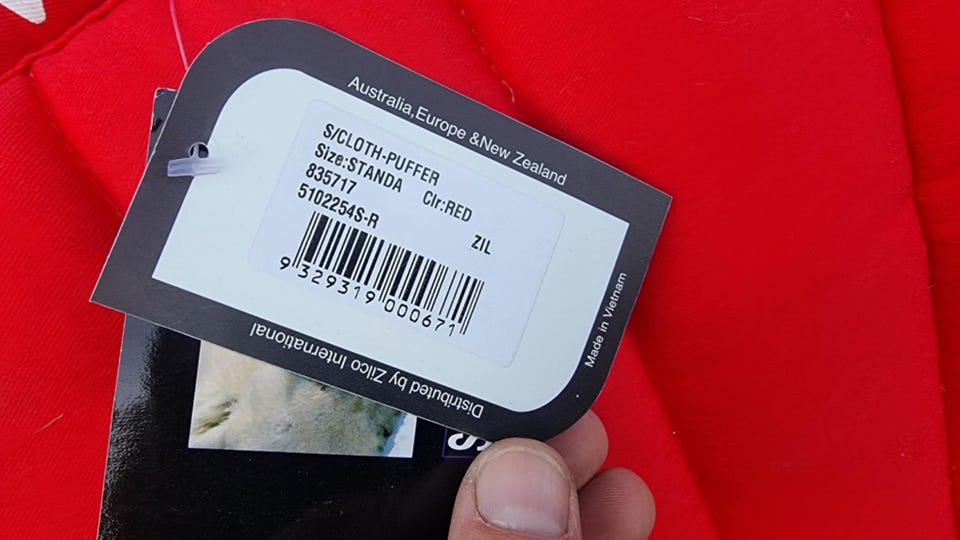 Australia,Europe &New Zealand
S/CLOTH-PUFFER
Size:STANDA Clr:RED
835717
5102254S-R
ZIL
9 329319 000671
Made in Vietnam
Distributed by Zilco International